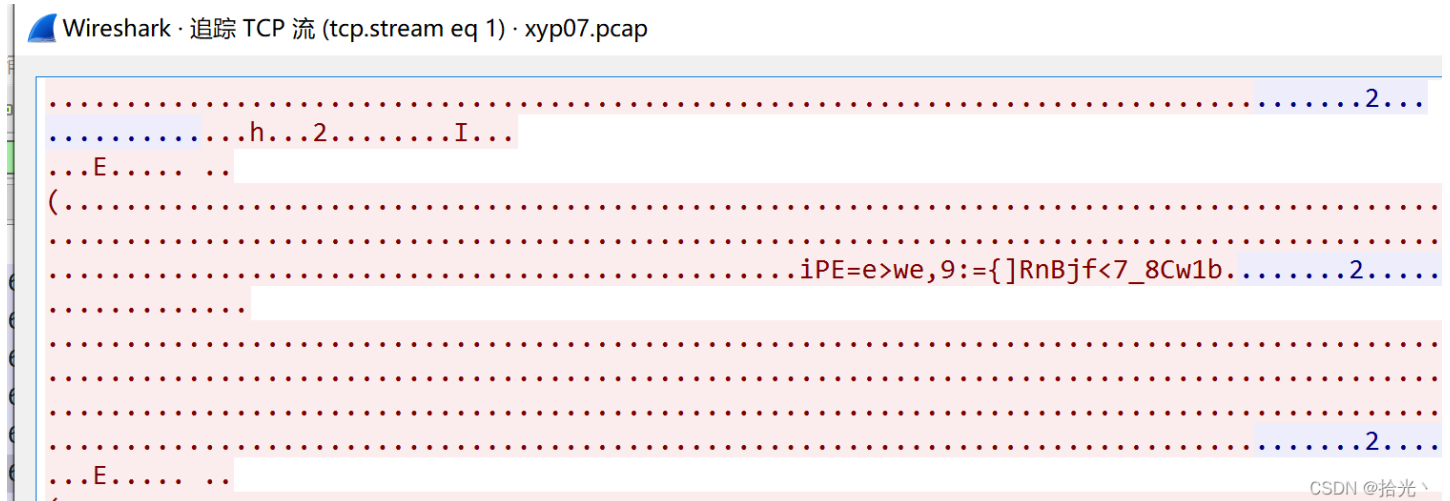 Wireshark · 追踪 TCP 流 (tcp.stream eq 1) · xyp07.pcap
....................................................................................2...
.............h...2........I...
...E..... ..
(........................................................................................
.........................................................................................
................................................iPE=e>we,9:={]RnBjf<7_8Cw1b........2.....
.............
.........................................................................................
.........................................................................................
.........................................................................................
....................................................................................2....
...E..... ..
CSDN @拾光丶